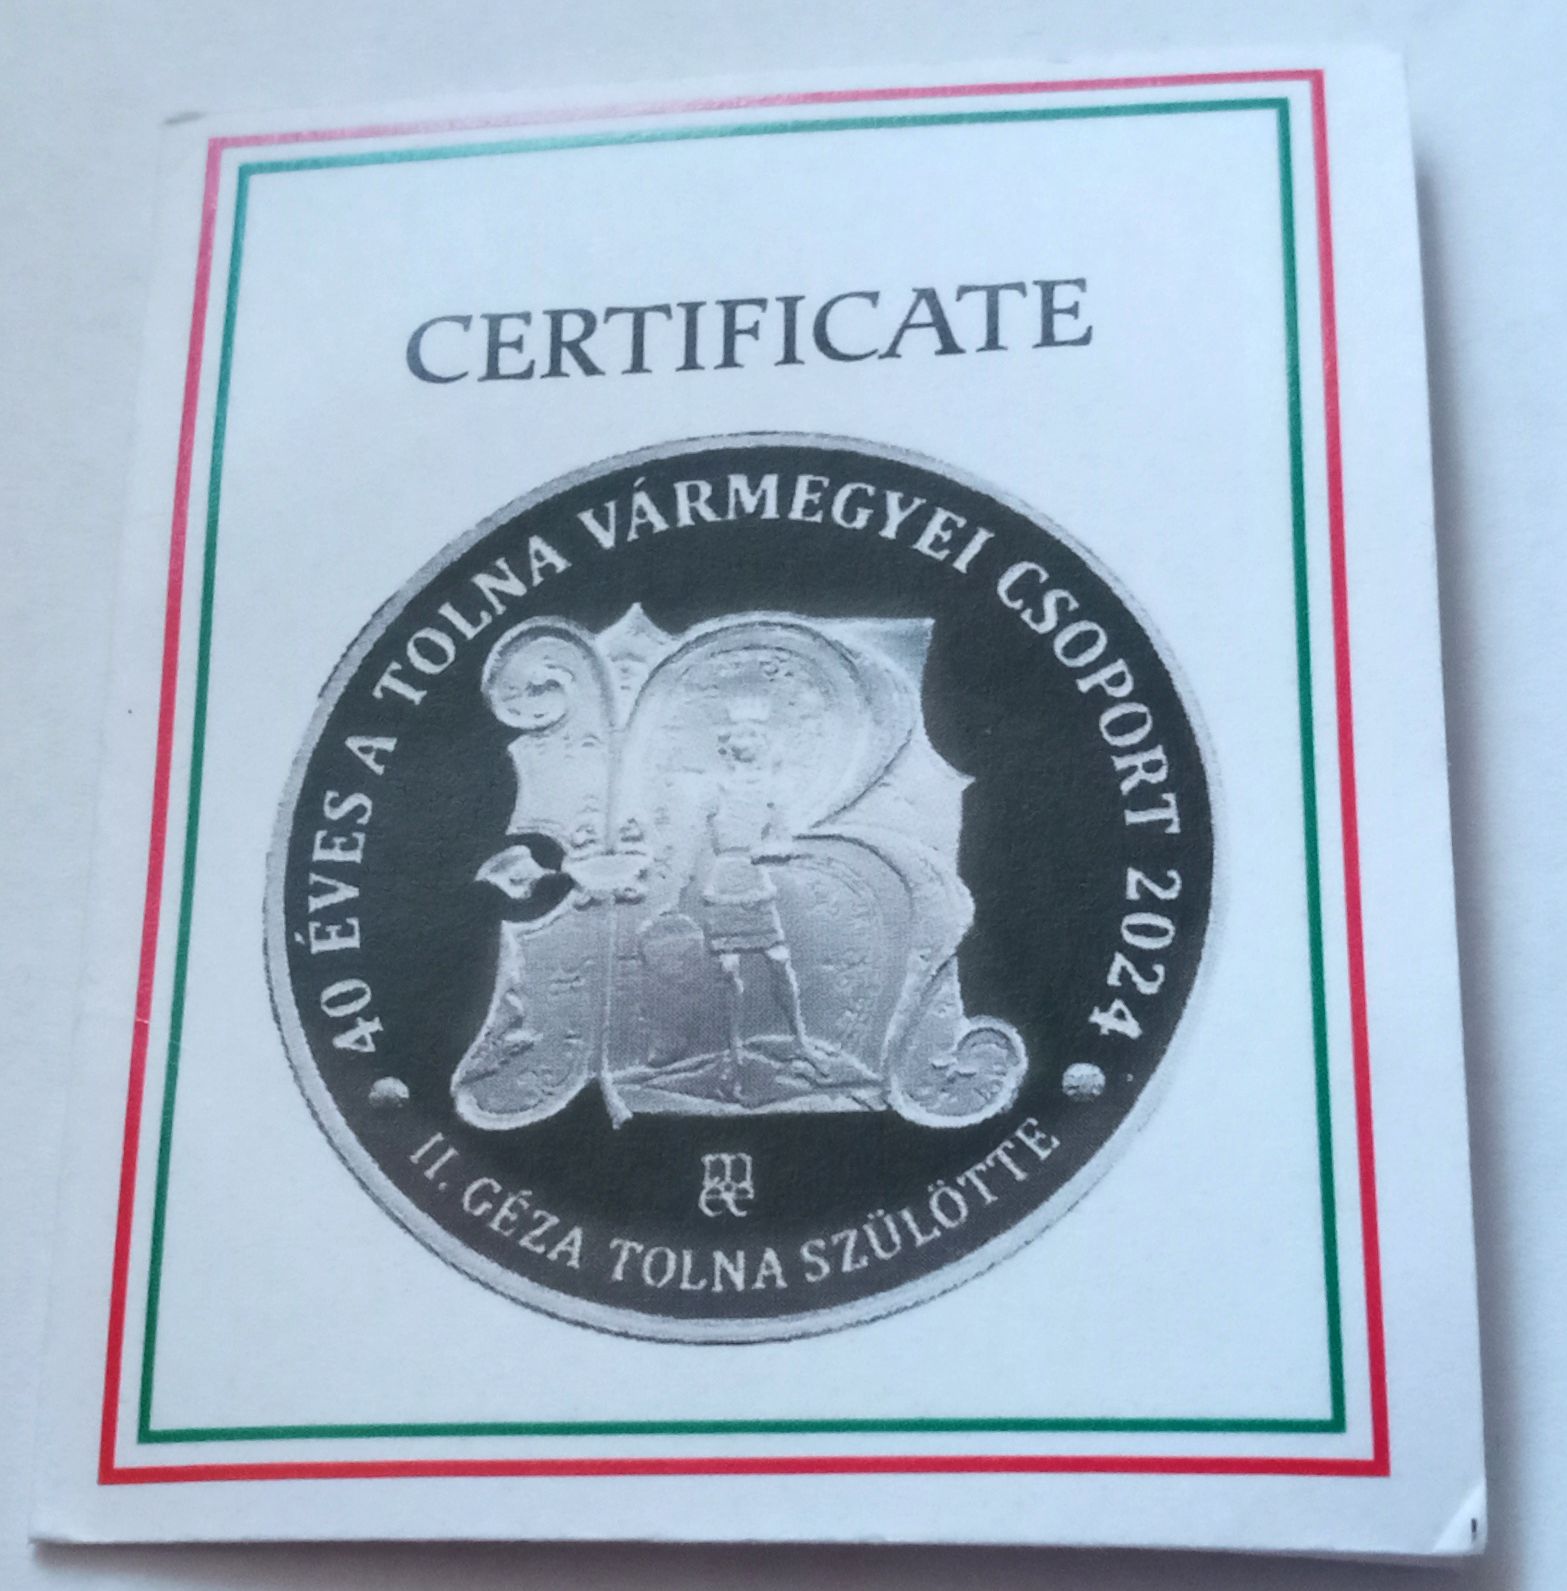 CERTIFICATE
40 ÉVES A TOLNA VÁRMEGYEI CSOPORT 2024
II. GÉZA TOLNA SZÜLÖTTE